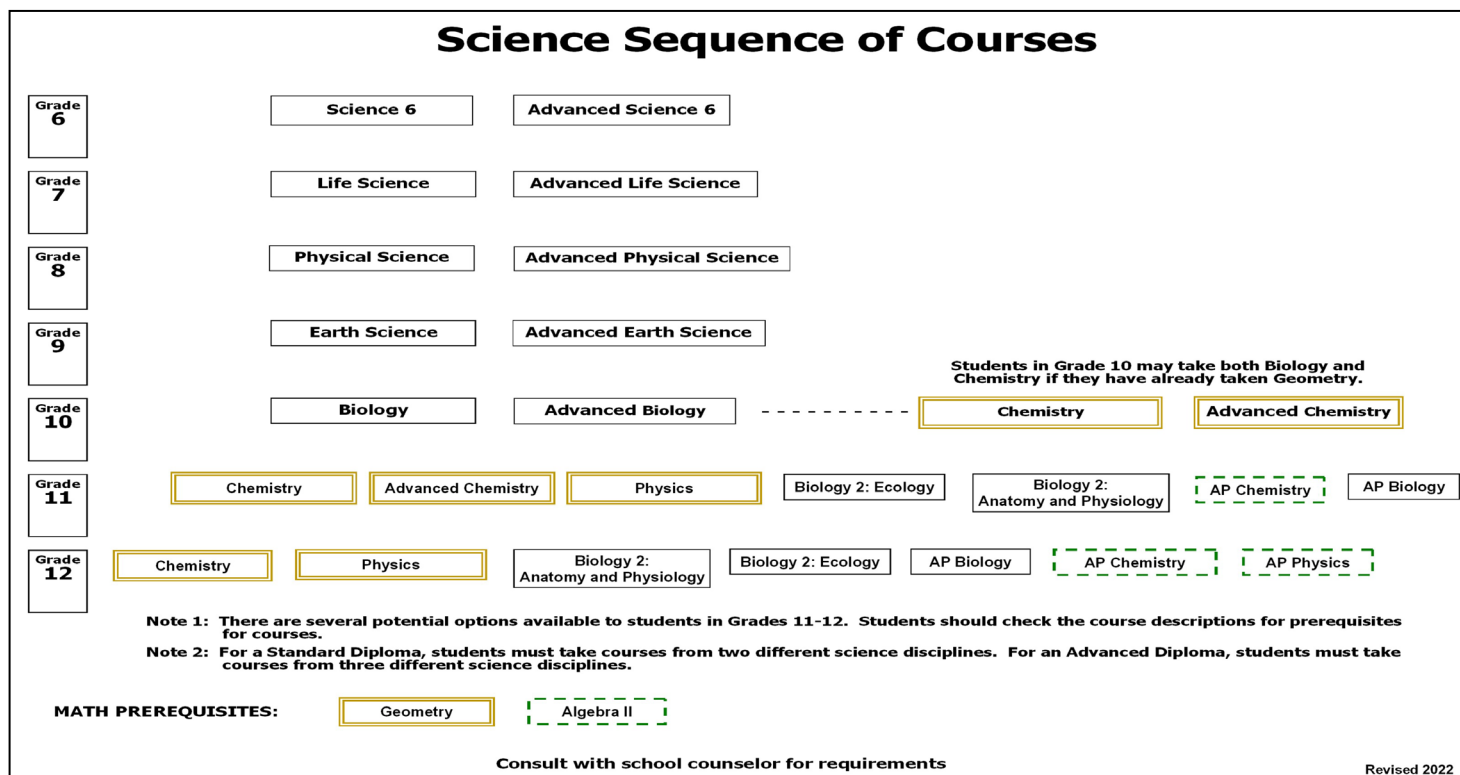 Science Sequence of Courses
Grade
6
Science 6
Advanced Science 6
Grade
7
Life Science
Advanced Life Science
Grade
8
Physical Science
Advanced Physical Science
Grade
9
Earth Science
Advanced Earth Science
Students in Grade 10 may take both Biology and
Chemistry if they have already taken Geometry.
Grade
10
Biology
Advanced Biology
Chemistry
Advanced Chemistry
Grade
11
Chemistry
Advanced Chemistry
Physics
Biology 2: Ecology
Biology 2:
Anatomy and Physiology
AP Chemistry
AP Biology
Grade
12
Chemistry
Physics
Biology 2:
Anatomy and Physiology
Biology 2: Ecology
AP Biology
AP Chemistry
AP Physics
Note 1: There are several potential options available to students in Grades 11-12. Students should check the course descriptions for prerequisites
for courses.
Note 2: For a Standard Diploma, students must take courses from two different science disciplines. For an Advanced Diploma, students must take
courses from three different science disciplines.
MATH PREREQUISITES:
Geometry
Algebra II
Consult with school counselor for requirements
Revised 2022